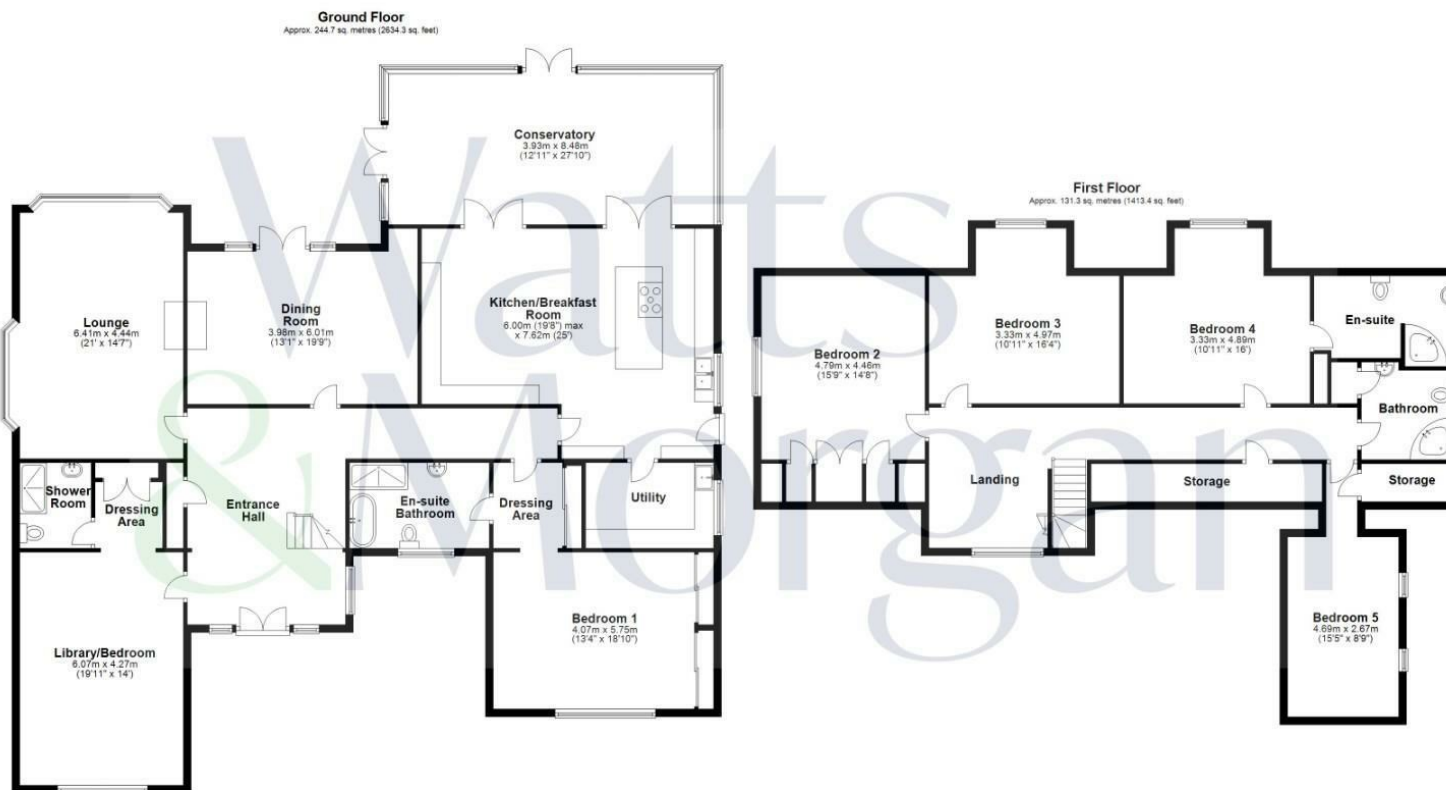 Ground Floor
Approx. 244.7 sq. metres (2634.3 sq. feet)
Conservatory
3.93m x 8.48m
(12'11" x 27'10")
Lounge
6.41m x 4.44m
(21' x 14'7")
Dining
Room
3.98m x 6.01m
(13'1" x 19'9")
Kitchen/Breakfast
Room
6.00m (19'8") max
x 7.62m (25')
Shower
Room
Dressing
Area
Entrance
Hall
En-suite
Bathroom
Dressing
Area
Utility
Library/Bedroom
6.07m x 4.27m
(19'11" x 14')
Bedroom 1
4.07m x 5.75m
(13'4" x 18'10")
First Floor
Approx. 131.3 sq. metres (1413.4 sq. feet)
Bedroom 2
4.79m x 4.46m
(15'9" x 14'8")
Bedroom 3
3.33m x 4.97m
(10'11" x 16'4")
Bedroom 4
3.33m x 4.89m
(10'11" x 16')
En-suite
Bathroom
Landing
Storage
Storage
Bedroom 5
4.69m x 2.67m
(15'5" x 8'9")
Watts
&Morgan